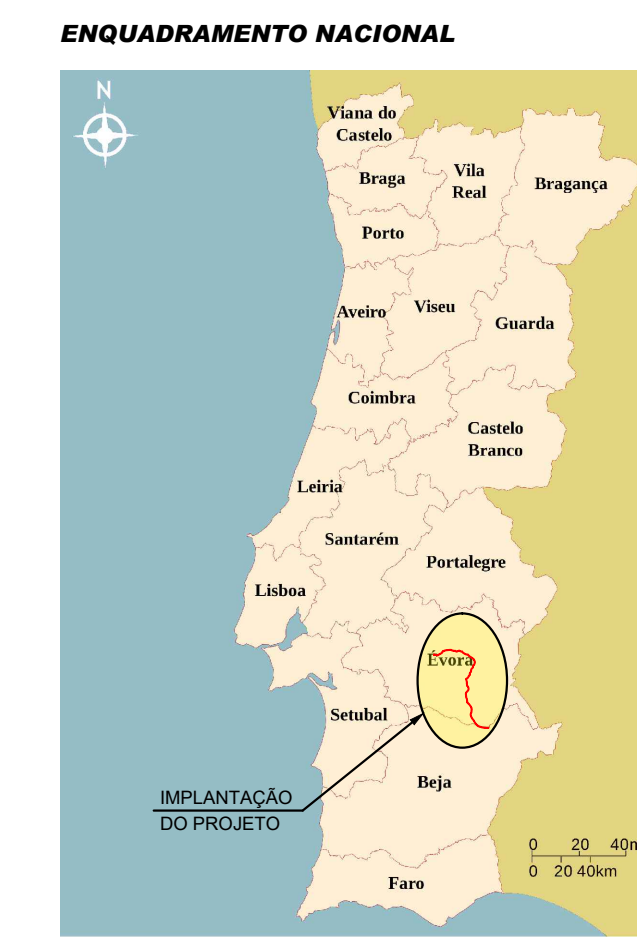 ENQUADRAMENTO NACIONAL
N
Viana do
Castelo
Braga
Vila
Real
Bragança
Porto
Aveiro
Viseu
Guarda
Coimbra
Castelo
Branco
Leiria
Santarém
Portalegre
Lisboa
Évora
Setubal
Beja
IMPLANTAÇÃO
DO PROJETO
Faro
0 20 40m
0 20 40km